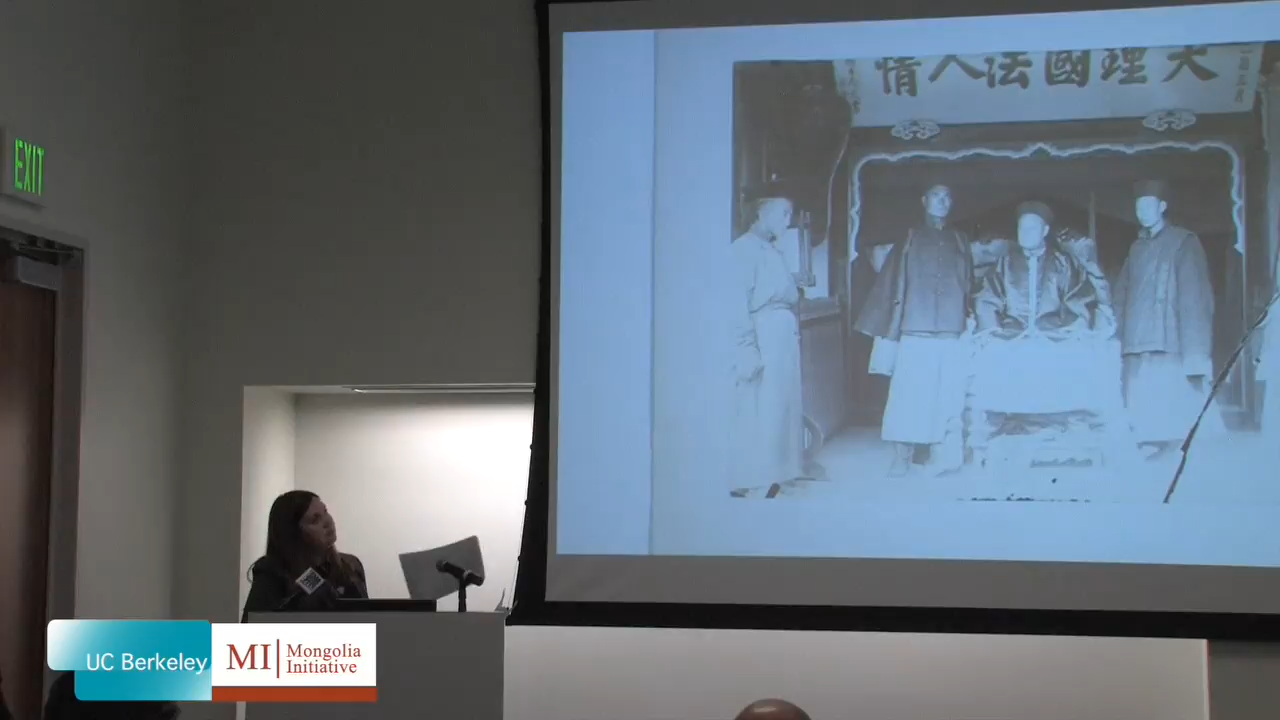 天理國法人情
EXIT
UC Berkeley
MI Mongolia
Initiative